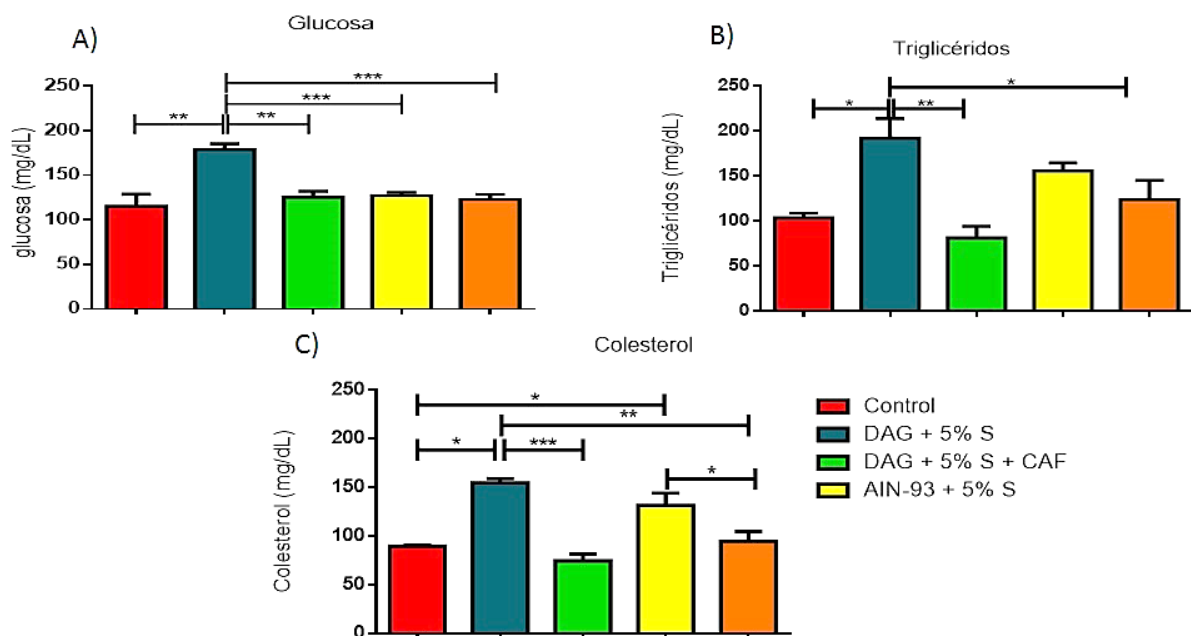 A)
Glucosa
glucosa (mg/dL)
250
200
150
100
50
0
**
**
***
***
B)
Triglicéridos
Triglicéridos (mg/dL)
250
200
150
100
50
0
*
**
*
C)
Colesterol
Colesterol (mg/dL)
250
200
150
100
50
0
*
***
*
**
*
Control
DAG + 5% S
DAG + 5% S + CAF
AIN-93 + 5% S